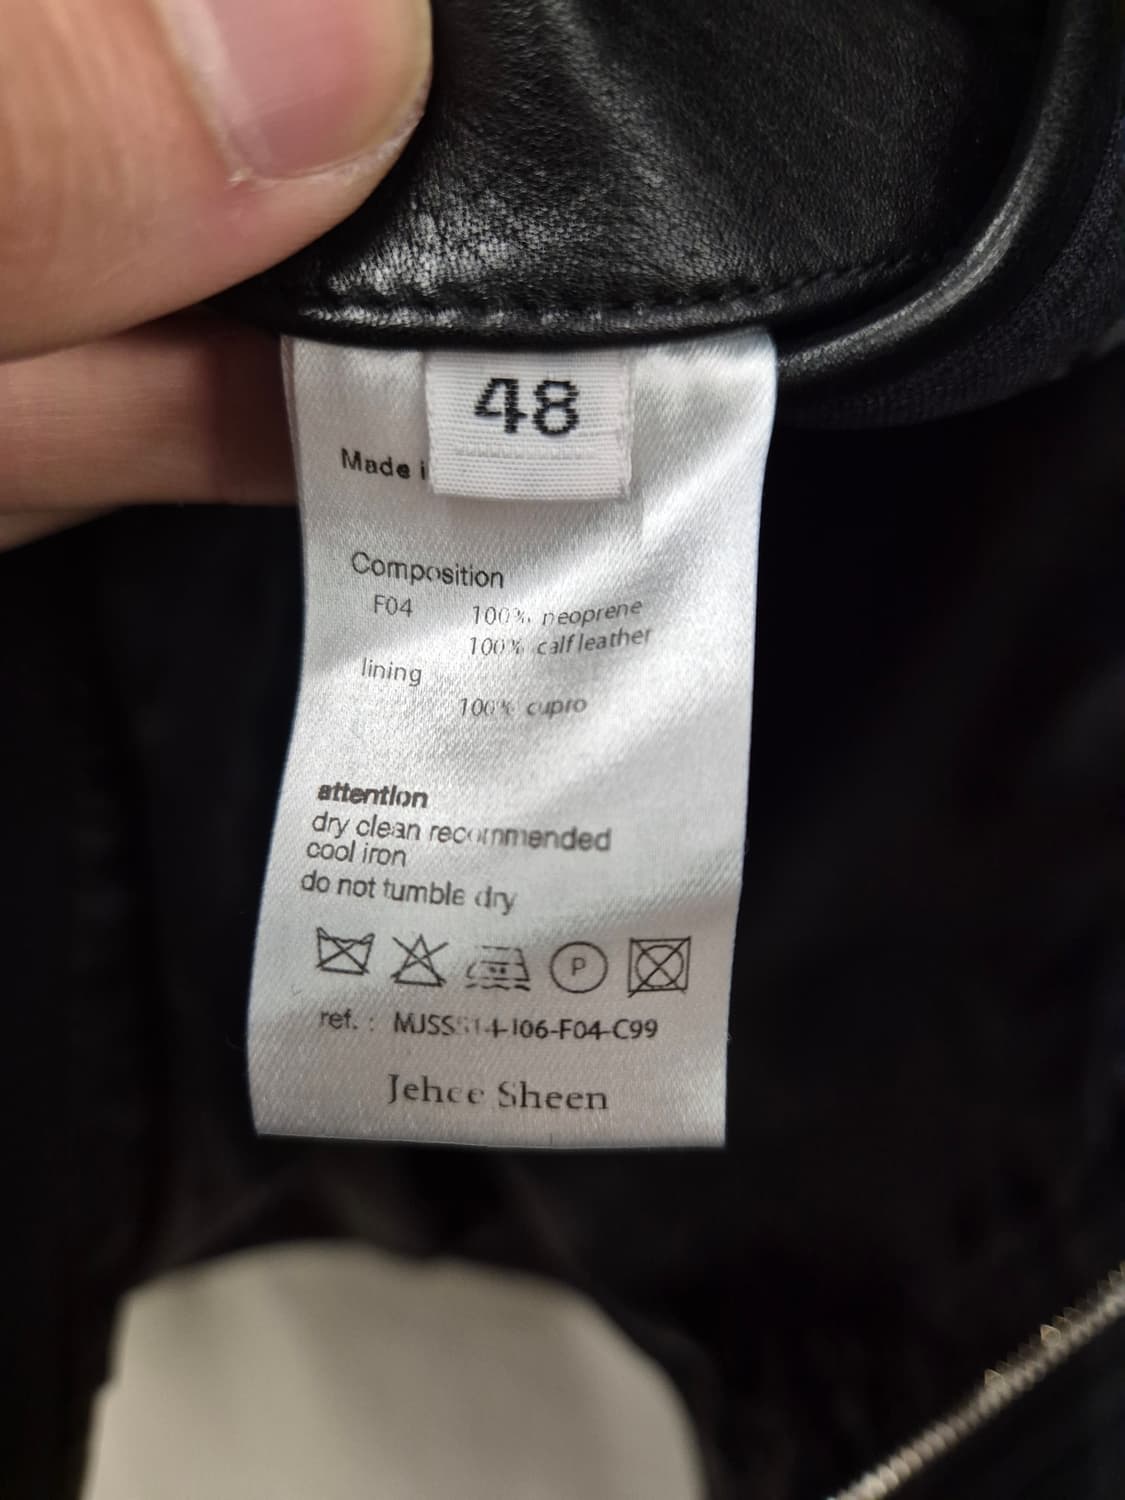 48
Made i
Composition
F04 100% neoprene
100% calf leather
lining
100% cupro
attention
dry clean recommended
cool iron
do not tumble dry
P
ref. :
Jehee Sheen